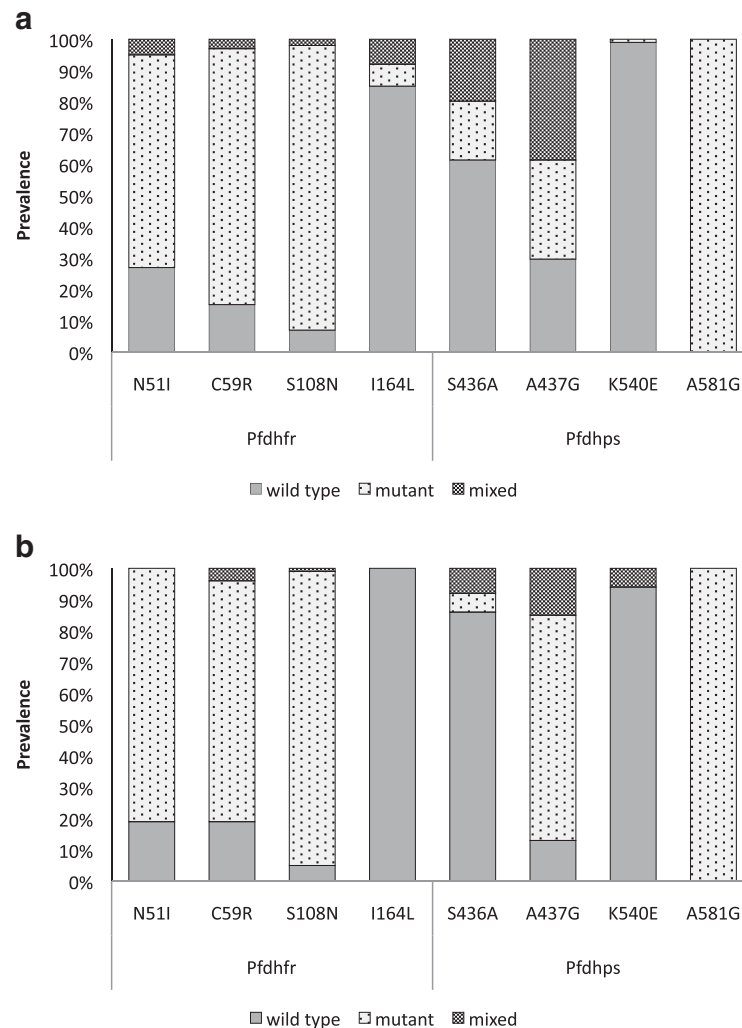 a
Prevalence
100%
90%
80%
70%
60%
50%
40%
30%
20%
10%
0%
N51I C59R S108N I164L S436A A437G K540E A581G
Pfdhfr Pfdhps
wild type mutant mixed
b
Prevalence
100%
90%
80%
70%
60%
50%
40%
30%
20%
10%
0%
N51I C59R S108N I164L S436A A437G K540E A581G
Pfdhfr Pfdhps
wild type mutant mixed